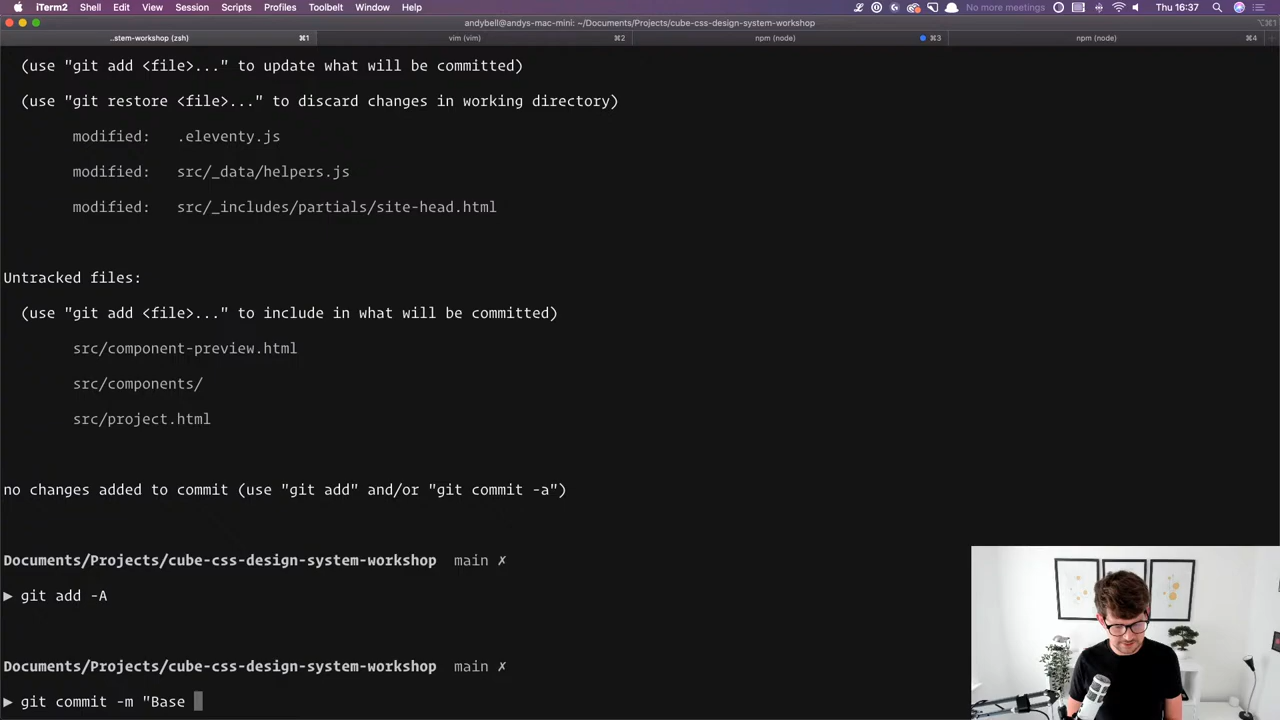 iTerm2 Shell Edit View Session Scripts Profiles Toolbelt Window Help No more meetings Thu 16:37
andybell@andys-mac-mini: ~/Documents/Projects/cube-css-design-system-workshop ⌥⌘1
..stem-workshop (zsh) ⌘1 vim (vim) ⌘2 npm (node) ⌘3 npm (node) ⌘4
(use "git add <file>..." to update what will be committed)
(use "git restore <file>..." to discard changes in working directory)
modified: .eleventy.js
modified: src/_data/helpers.js
modified: src/_includes/partials/site-head.html
Untracked files:
(use "git add <file>..." to include in what will be committed)
src/component-preview.html
src/components/
src/project.html
no changes added to commit (use "git add" and/or "git commit -a")
Documents/Projects/cube-css-design-system-workshop main ✗
▶ git add -A
Documents/Projects/cube-css-design-system-workshop main ✗
▶ git commit -m "Base